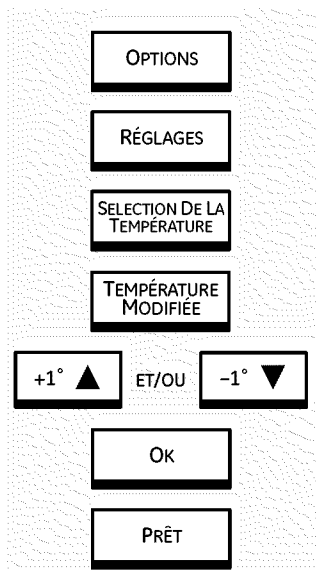 OPTIONS
RÉGLAGES
SELECTION DE LA
TEMPÉRATURE
TEMPÉRATURE
MODIFIÉE
+1° ▲ ET/OU −1° ▼
OK
PRÊT